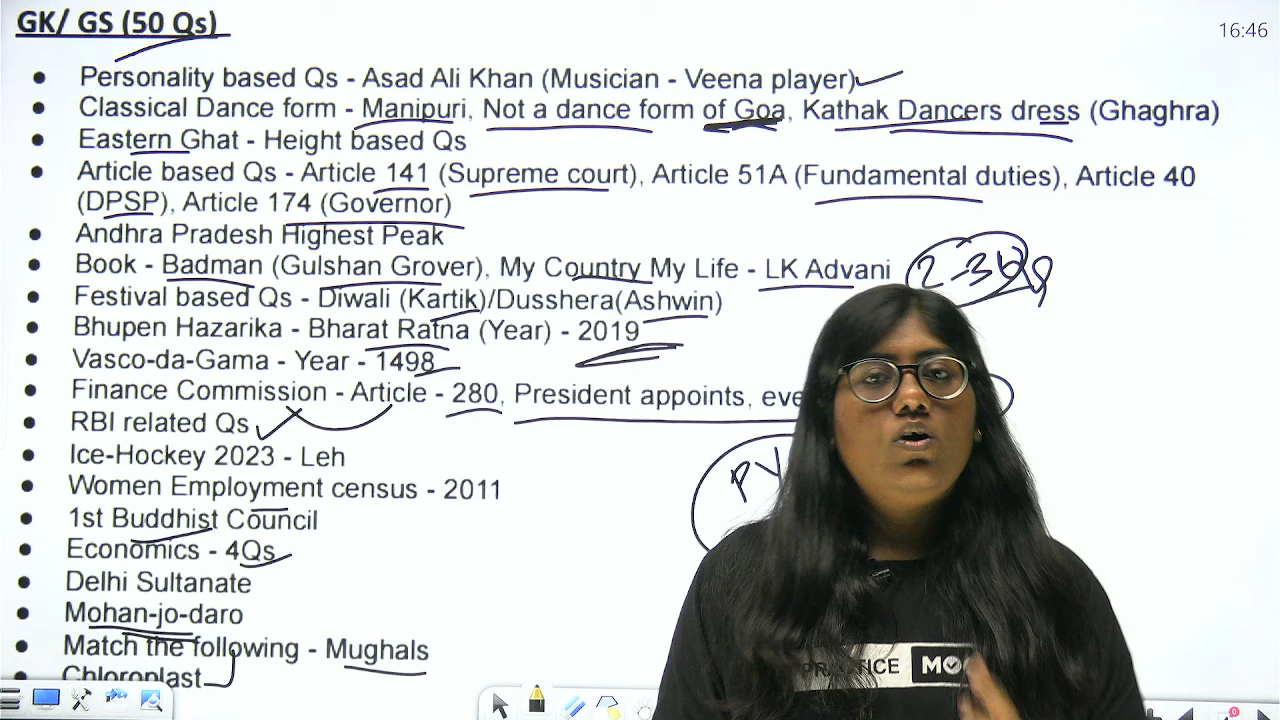 GK/ GS (50 Qs)
16:46
● Personality based Qs - Asad Ali Khan (Musician - Veena player)
● Classical Dance form - Manipuri, Not a dance form of Goa, Kathak Dancers dress (Ghaghra)
● Eastern Ghat - Height based Qs
● Article based Qs - Article 141 (Supreme court), Article 51A (Fundamental duties), Article 40
(DPSP), Article 174 (Governor)
● Andhra Pradesh Highest Peak
● Book - Badman (Gulshan Grover), My Country My Life - LK Advani
2-3
● Festival based Qs - Diwali (Kartik)/Dusshera(Ashwin)
● Bhupen Hazarika - Bharat Ratna (Year) - 2019
● Vasco-da-Gama - Year - 1498
● Finance Commission - Article - 280, President appoints,
● RBI related Qs
● Ice-Hockey 2023 - Leh
● Women Employment census - 2011
PY
● 1st Buddhist Council
● Economics - 4Qs
● Delhi Sultanate
● Mohan-jo-daro
● Match the following - Mughals
● Chloroplast